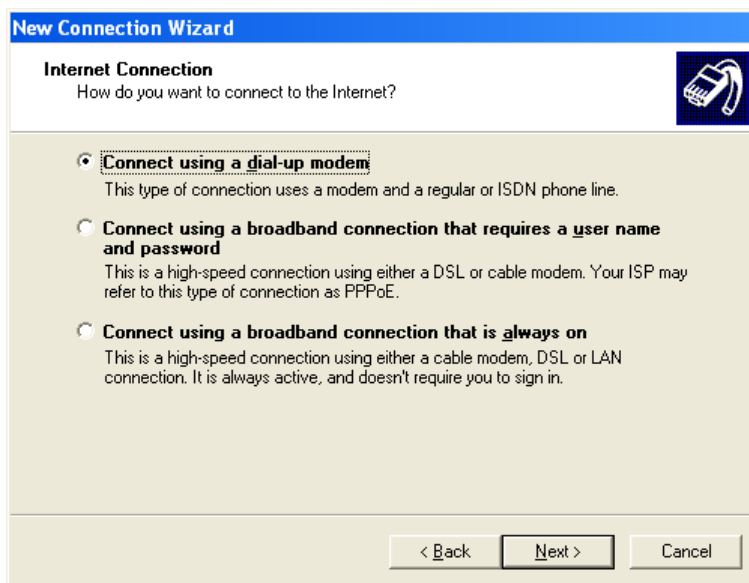 New Connection Wizard
Internet Connection
How do you want to connect to the Internet?
Connect using a dial-up modem
This type of connection uses a modem and a regular or ISDN phone line.
Connect using a broadband connection that requires a user name
and password
This is a high-speed connection using either a DSL or cable modem. Your ISP may
refer to this type of connection as PPPoE.
Connect using a broadband connection that is always on
This is a high-speed connection using either a cable modem, DSL or LAN
connection. It is always active, and doesn't require you to sign in.
< Back Next > Cancel